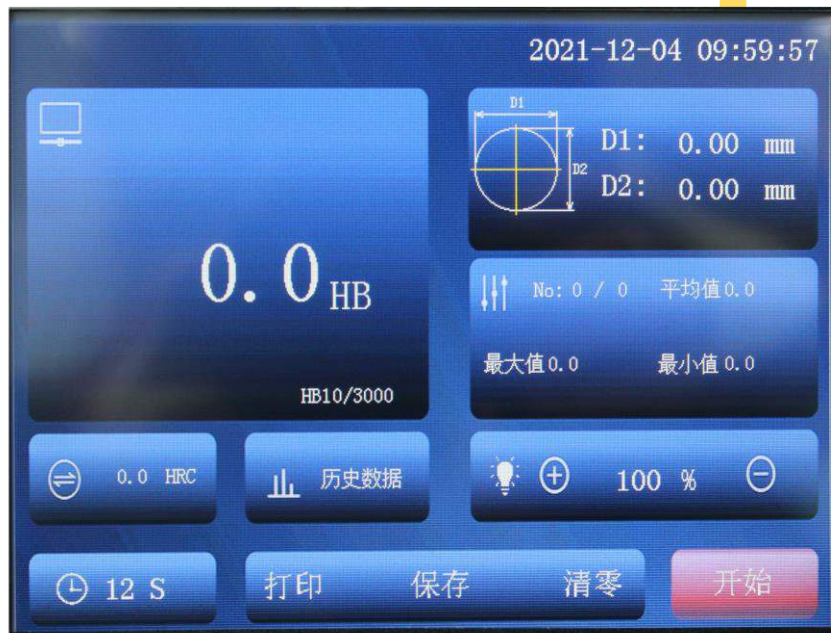 2021-12-04 09:59:57
D1
D1: 0.00 mm
D2
D2: 0.00 mm
0.0 HB
HB10/3000
No: 0 / 0 平均值0.0
最大值0.0 最小值0.0
0.0 HRC
历史数据
100 %
12 S
打印 保存 清零
开始